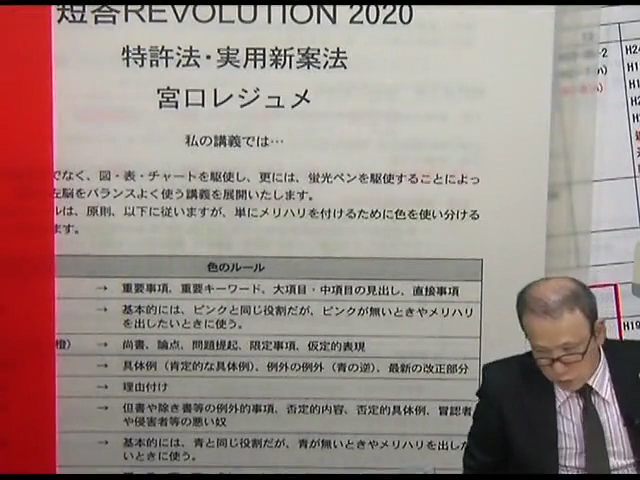 短答REVOLUTION 2020
特許法・実用新案法
宮口レジュメ
私の講義では…
でなく、図・表・チャートを駆使し、更には、蛍光ペンを駆使することによっ
左脳をバランスよく使う講義を展開いたします。
ルは、原則、以下に従いますが、単にメリハリを付けるために色を使い分ける
ます。
色のルール
→ 重要事項、重要キーワード、大項目・中項目の見出し、直接事項
→ 基本的には、ピンクと同じ役割だが、ピンクが無いときやメリハリ
を出したいときに使う。
橙） → 尚書、論点、問題提起、限定事項、仮定的表現
→ 具体例（肯定的な具体例）、例外の例外（青の逆）、最新の改正部分
→ 理由付け
→ 但書や除き書等の例外的事項、否定的内容、否定的具体例、冒認者
や侵害者等の悪い奴
→ 基本的には、青と同じ役割だが、青が無いときやメリハリを出した
いときに使う。